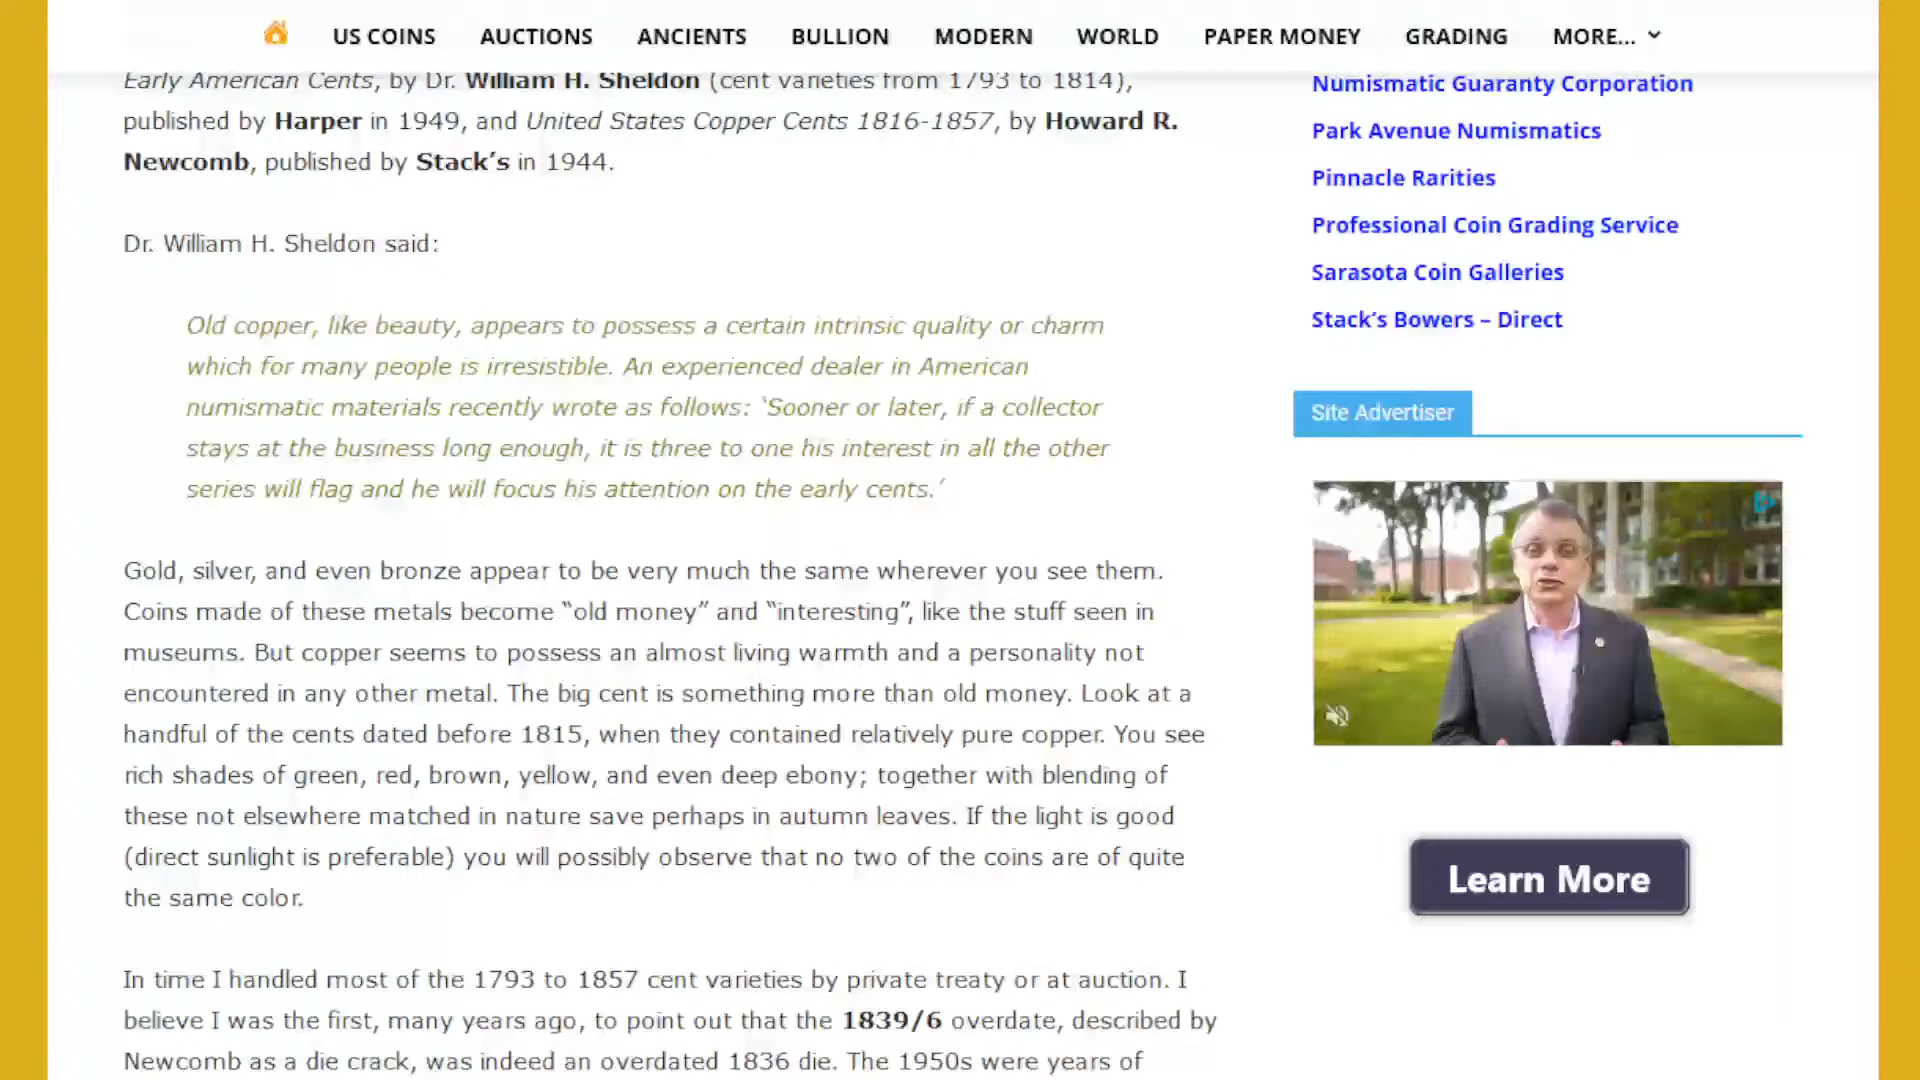 US COINS AUCTIONS ANCIENTS BULLION MODERN WORLD PAPER MONEY GRADING MORE...
Early American Cents, by Dr. William H. Sheldon (cent varieties from 1793 to 1814),
published by Harper in 1949, and United States Copper Cents 1816-1857, by Howard R.
Newcomb, published by Stack’s in 1944.
Dr. William H. Sheldon said:
Old copper, like beauty, appears to possess a certain intrinsic quality or charm
which for many people is irresistible. An experienced dealer in American
numismatic materials recently wrote as follows: ‘Sooner or later, if a collector
stays at the business long enough, it is three to one his interest in all the other
series will flag and he will focus his attention on the early cents.’
Gold, silver, and even bronze appear to be very much the same wherever you see them.
Coins made of these metals become “old money” and “interesting”, like the stuff seen in
museums. But copper seems to possess an almost living warmth and a personality not
encountered in any other metal. The big cent is something more than old money. Look at a
handful of the cents dated before 1815, when they contained relatively pure copper. You see
rich shades of green, red, brown, yellow, and even deep ebony; together with blending of
these not elsewhere matched in nature save perhaps in autumn leaves. If the light is good
(direct sunlight is preferable) you will possibly observe that no two of the coins are of quite
the same color.
In time I handled most of the 1793 to 1857 cent varieties by private treaty or at auction. I
believe I was the first, many years ago, to point out that the 1839/6 overdate, described by
Newcomb as a die crack, was indeed an overdated 1836 die. The 1950s were years of
Numismatic Guaranty Corporation
Park Avenue Numismatics
Pinnacle Rarities
Professional Coin Grading Service
Sarasota Coin Galleries
Stack’s Bowers – Direct
Site Advertiser
Learn More